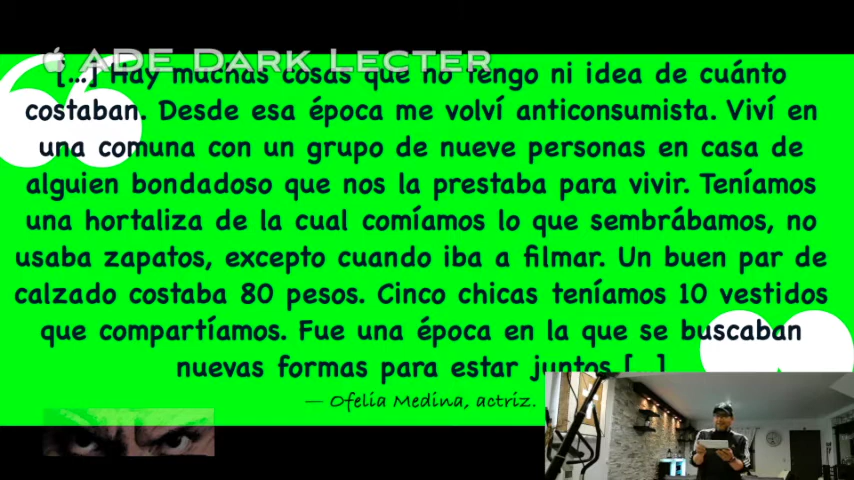 ADE DARK LECTER
[...] Hay muchas cosas que no tengo ni idea de cuánto
costaban. Desde esa época me volví anticonsumista. Viví en
una comuna con un grupo de nueve personas en casa de
alguien bondadoso que nos la prestaba para vivir. Teníamos
una hortaliza de la cual comíamos lo que sembrábamos, no
usaba zapatos, excepto cuando iba a filmar. Un buen par de
calzado costaba 80 pesos. Cinco chicas teníamos 10 vestidos
que compartíamos. Fue una época en la que se buscaban
nuevas formas para estar juntos [...]
— Ofelia Medina, actriz.